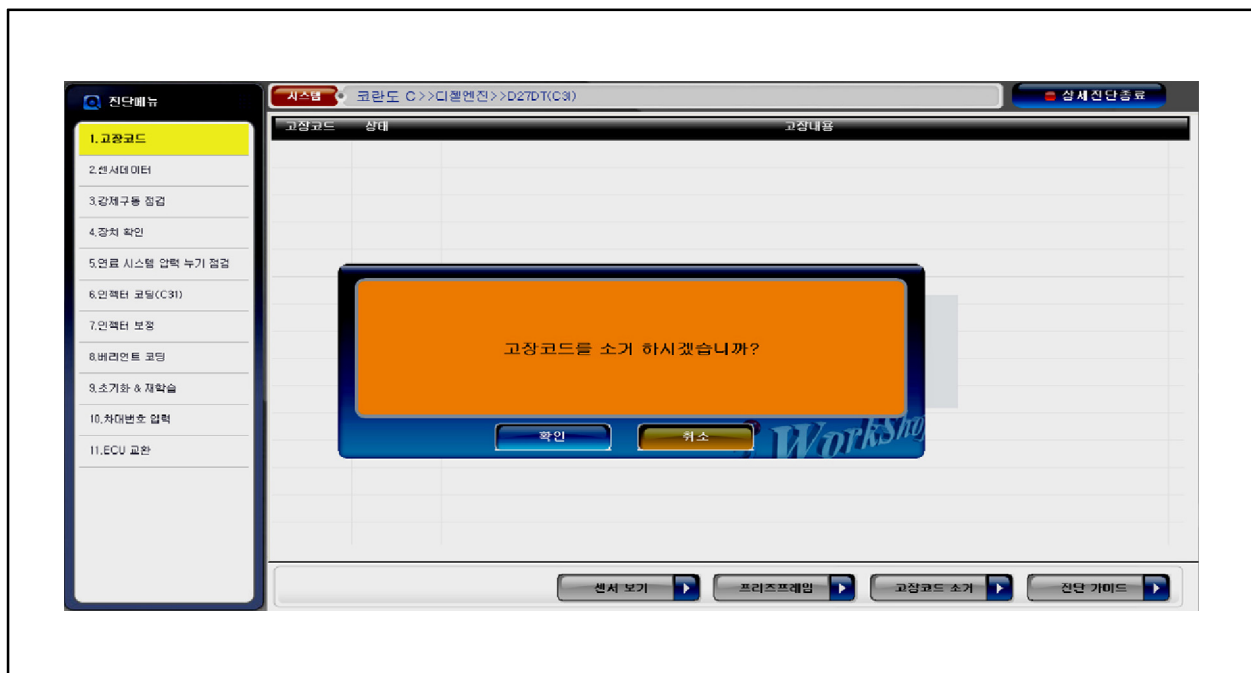 진단메뉴
시스템
코란도 C>>디젤엔진>>D27DT(C3I)
상세진단종료
고장코드 상태 고장내용
1.고장코드
2.센서데이터
3.강제구동 점검
4.장치 확인
5.연료 시스템 압력 누기 점검
6.인젝터 코딩(C3I)
7.인젝터 보정
8.베리언트 코딩
9.초기화 & 재학습
10.차대번호 입력
11.ECU 교환
고장코드를 소거 하시겠습니까?
확인 취소
WorkSho
센서 보기 프리즈프레임 고장코드 소거 진단 가이드